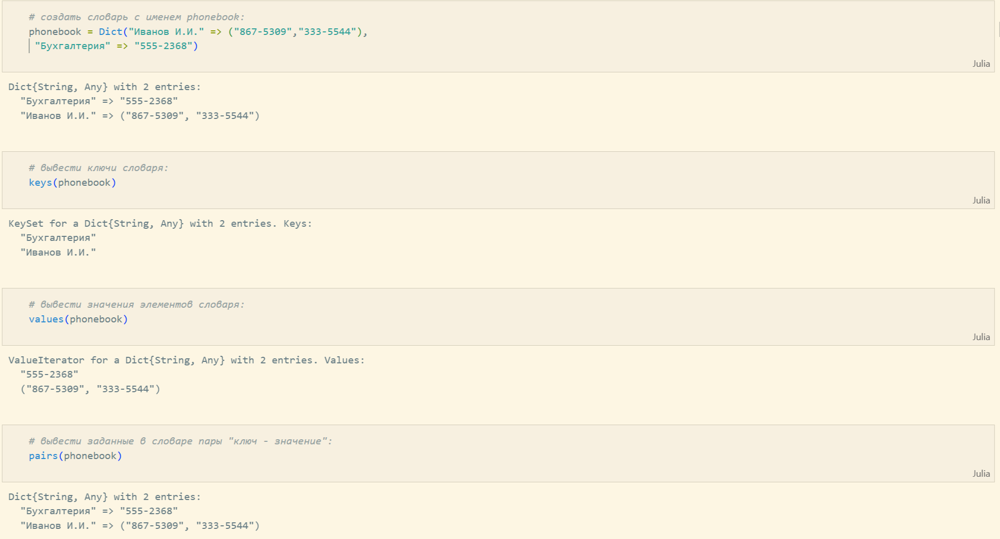 # создать словарь с именем phonebook:
phonebook = Dict("Иванов И.И." => ("867-5309","333-5544"),
"Бухгалтерия" => "555-2368")
Julia
Dict{String, Any} with 2 entries:
"Бухгалтерия" => "555-2368"
"Иванов И.И." => ("867-5309", "333-5544")
# вывести ключи словаря:
keys(phonebook)
Julia
KeySet for a Dict{String, Any} with 2 entries. Keys:
"Бухгалтерия"
"Иванов И.И."
# вывести значения элементов словаря:
values(phonebook)
Julia
ValueIterator for a Dict{String, Any} with 2 entries. Values:
"555-2368"
("867-5309", "333-5544")
# вывести заданные в словаре пары "ключ - значение":
pairs(phonebook)
Julia
Dict{String, Any} with 2 entries:
"Бухгалтерия" => "555-2368"
"Иванов И.И." => ("867-5309", "333-5544")